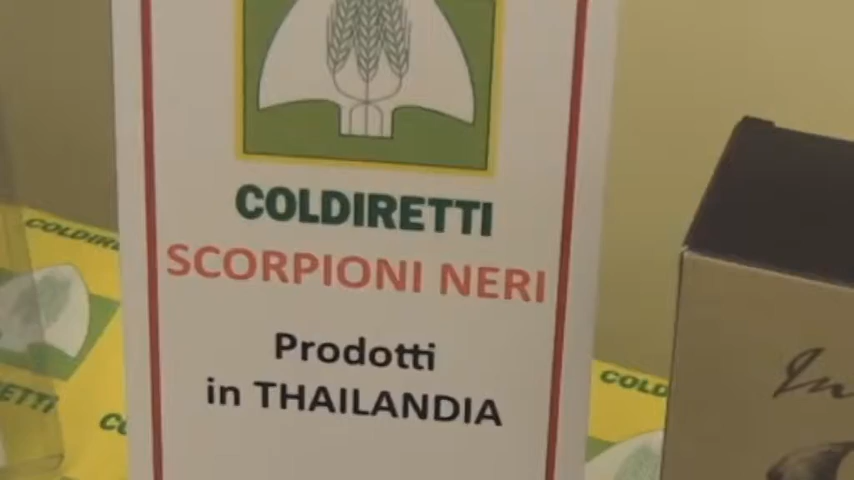 COLDIRETTI
SCORPIONI NERI
Prodotti
in THAILANDIA